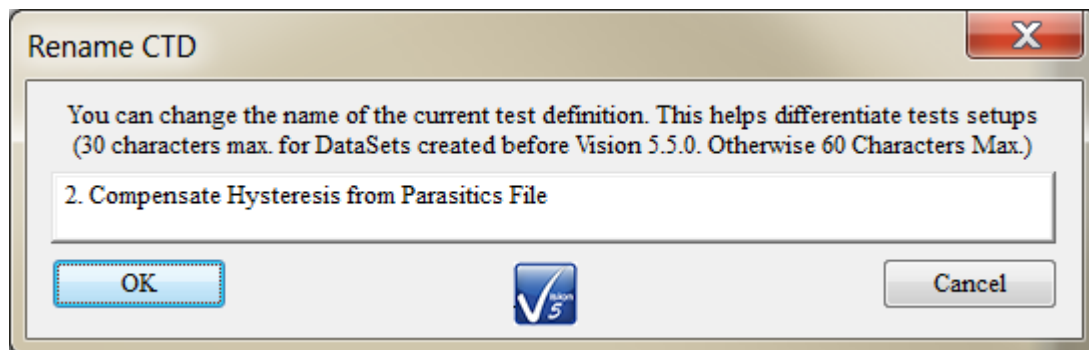 Rename CTD
You can change the name of the current test definition. This helps differentiate tests setups
(30 characters max. for DataSets created before Vision 5.5.0. Otherwise 60 Characters Max.)
2. Compensate Hysteresis from Parasitics File
OK
Vision
5
Cancel